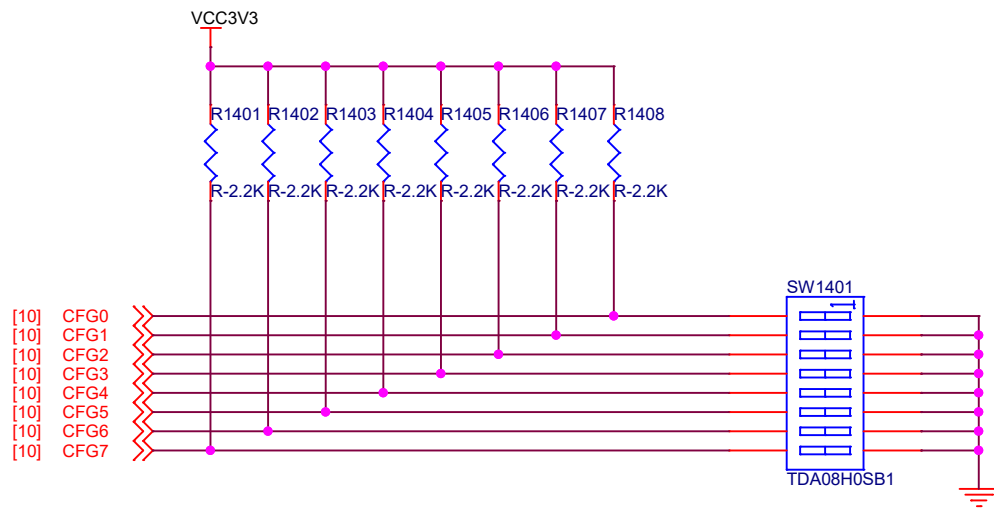 VCC3V3
R1401 R1402 R1403 R1404 R1405 R1406 R1407 R1408
R-2.2K R-2.2K R-2.2K R-2.2K R-2.2K R-2.2K R-2.2K R-2.2K
SW1401
[10] CFG0
[10] CFG1
[10] CFG2
[10] CFG3
[10] CFG4
[10] CFG5
[10] CFG6
[10] CFG7
TDA08H0SB1